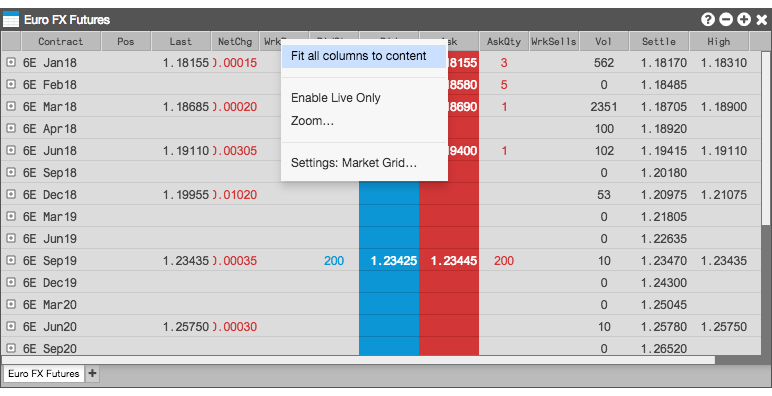 Euro FX Futures
Contract Pos Last NetChg BidQty Bid Ask AskQty WrkSells Vol Settle High
6E Jan18 1.18155 0.00015 18155 3 562 1.18170 1.18310
6E Feb18 18580 5 0 1.18485
6E Mar18 1.18685 0.00020 18690 1 2351 1.18705 1.18900
6E Apr18 100 1.18920
6E Jun18 1.19110 0.00305 19400 1 102 1.19415 1.19110
6E Sep18 0 1.20180
6E Dec18 1.19955 0.01020 53 1.20975 1.21075
6E Mar19 0 1.21805
6E Jun19 0 1.22635
6E Sep19 1.23435 0.00035 200 1.23425 1.23445 200 10 1.23470 1.23435
6E Dec19 0 1.24300
6E Mar20 0 1.25045
6E Jun20 1.25750 0.00030 10 1.25780 1.25750
6E Sep20 0 1.26520
Fit all columns to content
Enable Live Only
Zoom...
Settings: Market Grid...
Euro FX Futures